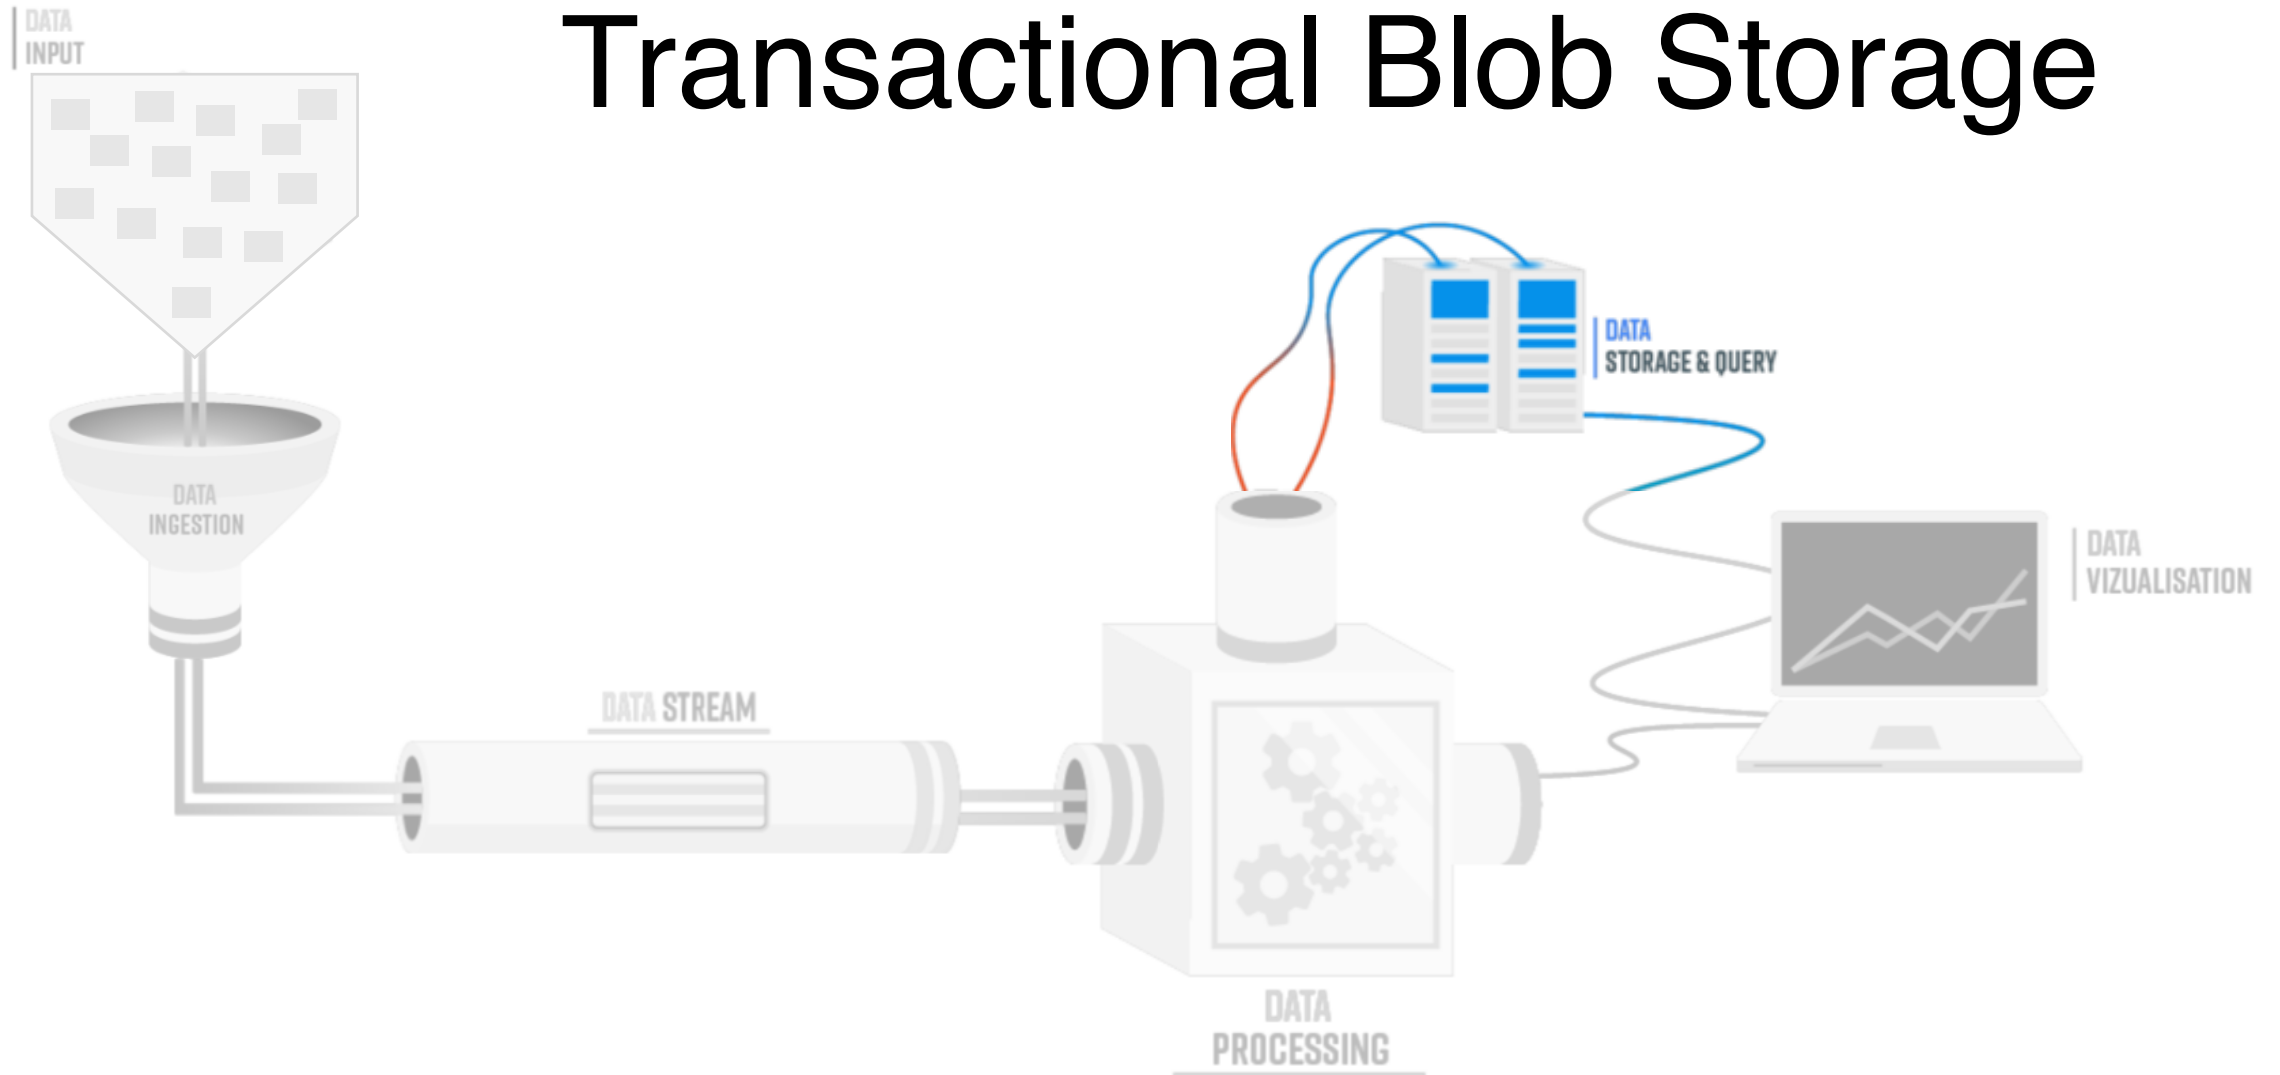 Transactional Blob Storage
DATA
INPUT
DATA
STORAGE & QUERY
DATA
INGESTION
DATA
VIZUALISATION
DATA STREAM
DATA
PROCESSING